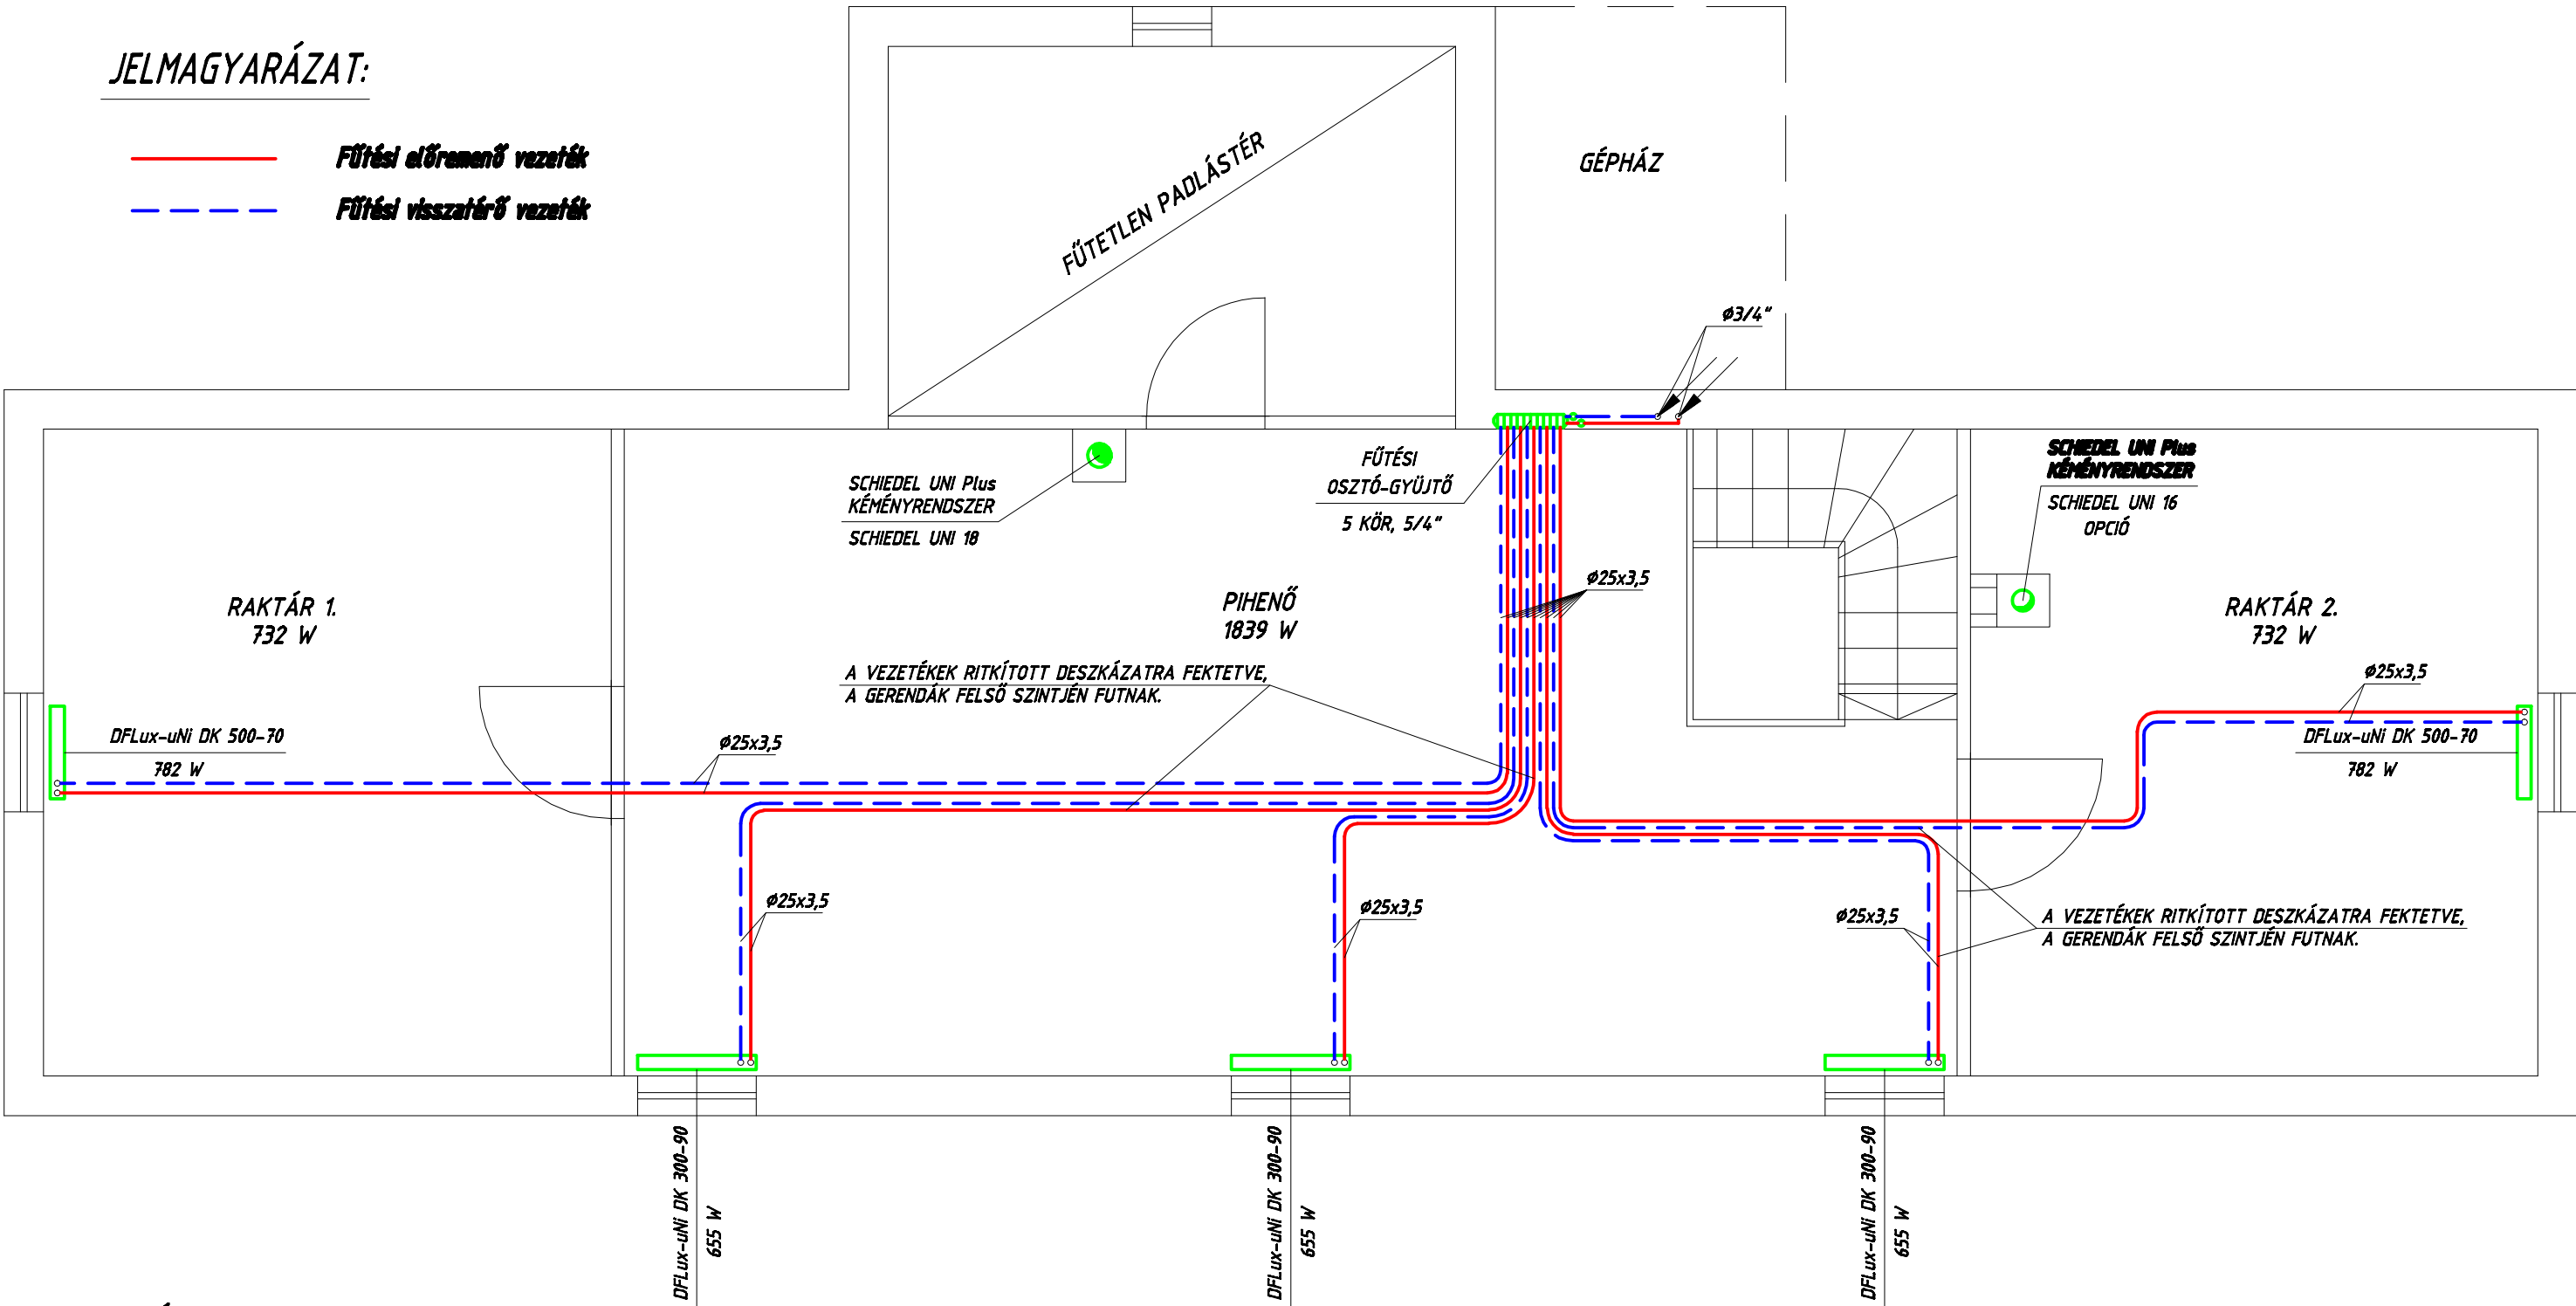 JELMAGYARÁZAT:
Fűtési előremenő vezeték
Fűtési visszatérő vezeték
FŰTETLEN PADLÁSTÉR
GÉPHÁZ
ø3/4"
SCHIEDEL UNI Plus
KÉMÉNYRENDSZER
SCHIEDEL UNI 18
FŰTÉSI
OSZTÓ-GYÜJTŐ
5 KÖR, 5/4"
SCHIEDEL UNI Plus
KÉMÉNYRENDSZER
SCHIEDEL UNI 16
OPCIÓ
RAKTÁR 1.
732 W
PIHENŐ
1839 W
ø25x3,5
RAKTÁR 2.
732 W
A VEZETÉKEK RITKÍTOTT DESZKÁZATRA FEKTETVE,
A GERENDÁK FELSŐ SZINTJÉN FUTNAK.
ø25x3,5
DFLux-uNi DK 500-70
782 W
ø25x3,5
DFLux-uNi DK 500-70
782 W
ø25x3,5
ø25x3,5
ø25x3,5
A VEZETÉKEK RITKÍTOTT DESZKÁZATRA FEKTETVE,
A GERENDÁK FELSŐ SZINTJÉN FUTNAK.
DFLux-uNi DK 300-90
655 W
DFLux-uNi DK 300-90
655 W
DFLux-uNi DK 300-90
655 W